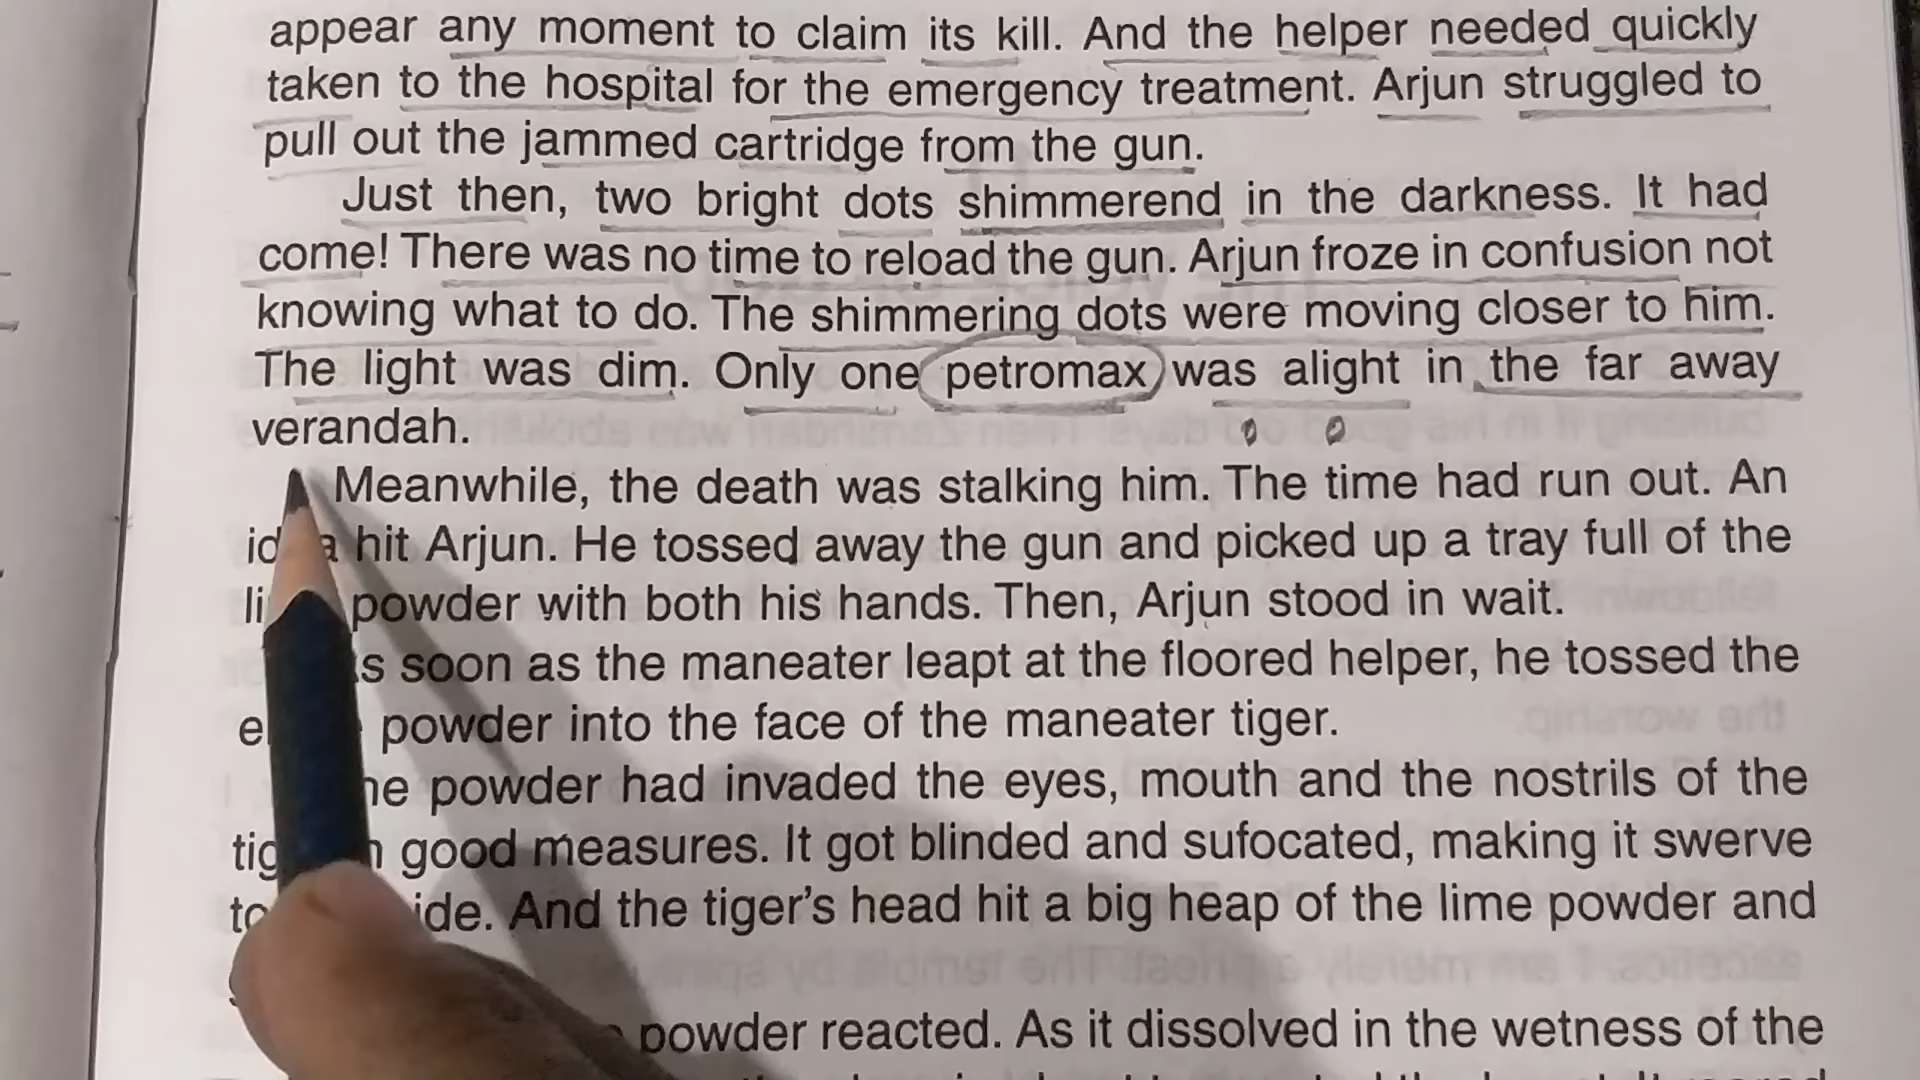 appear any moment to claim its kill. And the helper needed quickly
taken to the hospital for the emergency treatment. Arjun struggled to
pull out the jammed cartridge from the gun.
Just then, two bright dots shimmerend in the darkness. It had
come! There was no time to reload the gun. Arjun froze in confusion not
knowing what to do. The shimmering dots were moving closer to him.
The light was dim. Only one petromax was alight in the far away
verandah.
Meanwhile, the death was stalking him. The time had run out. An
hit Arjun. He tossed away the gun and picked up a tray full of the
powder with both his hands. Then, Arjun stood in wait.
soon as the maneater leapt at the floored helper, he tossed the
powder into the face of the maneater tiger.
powder had invaded the eyes, mouth and the nostrils of the
good measures. It got blinded and sufocated, making it swerve
And the tiger's head hit a big heap of the lime powder and
powder reacted. As it dissolved in the wetness of the